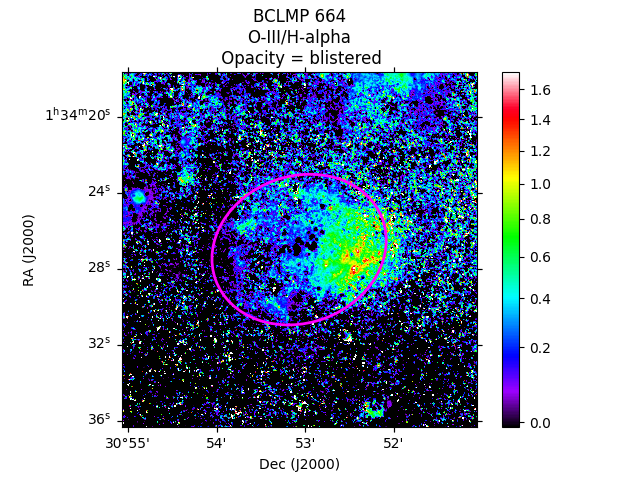 BCLMP 664
O-III/H-alpha
Opacity = blistered
1ʰ34ᵐ20ˢ
24ˢ
28ˢ
32ˢ
36ˢ
RA (J2000)
30°55'
54'
53'
52'
Dec (J2000)
1.6
1.4
1.2
1.0
0.8
0.6
0.4
0.2
0.0